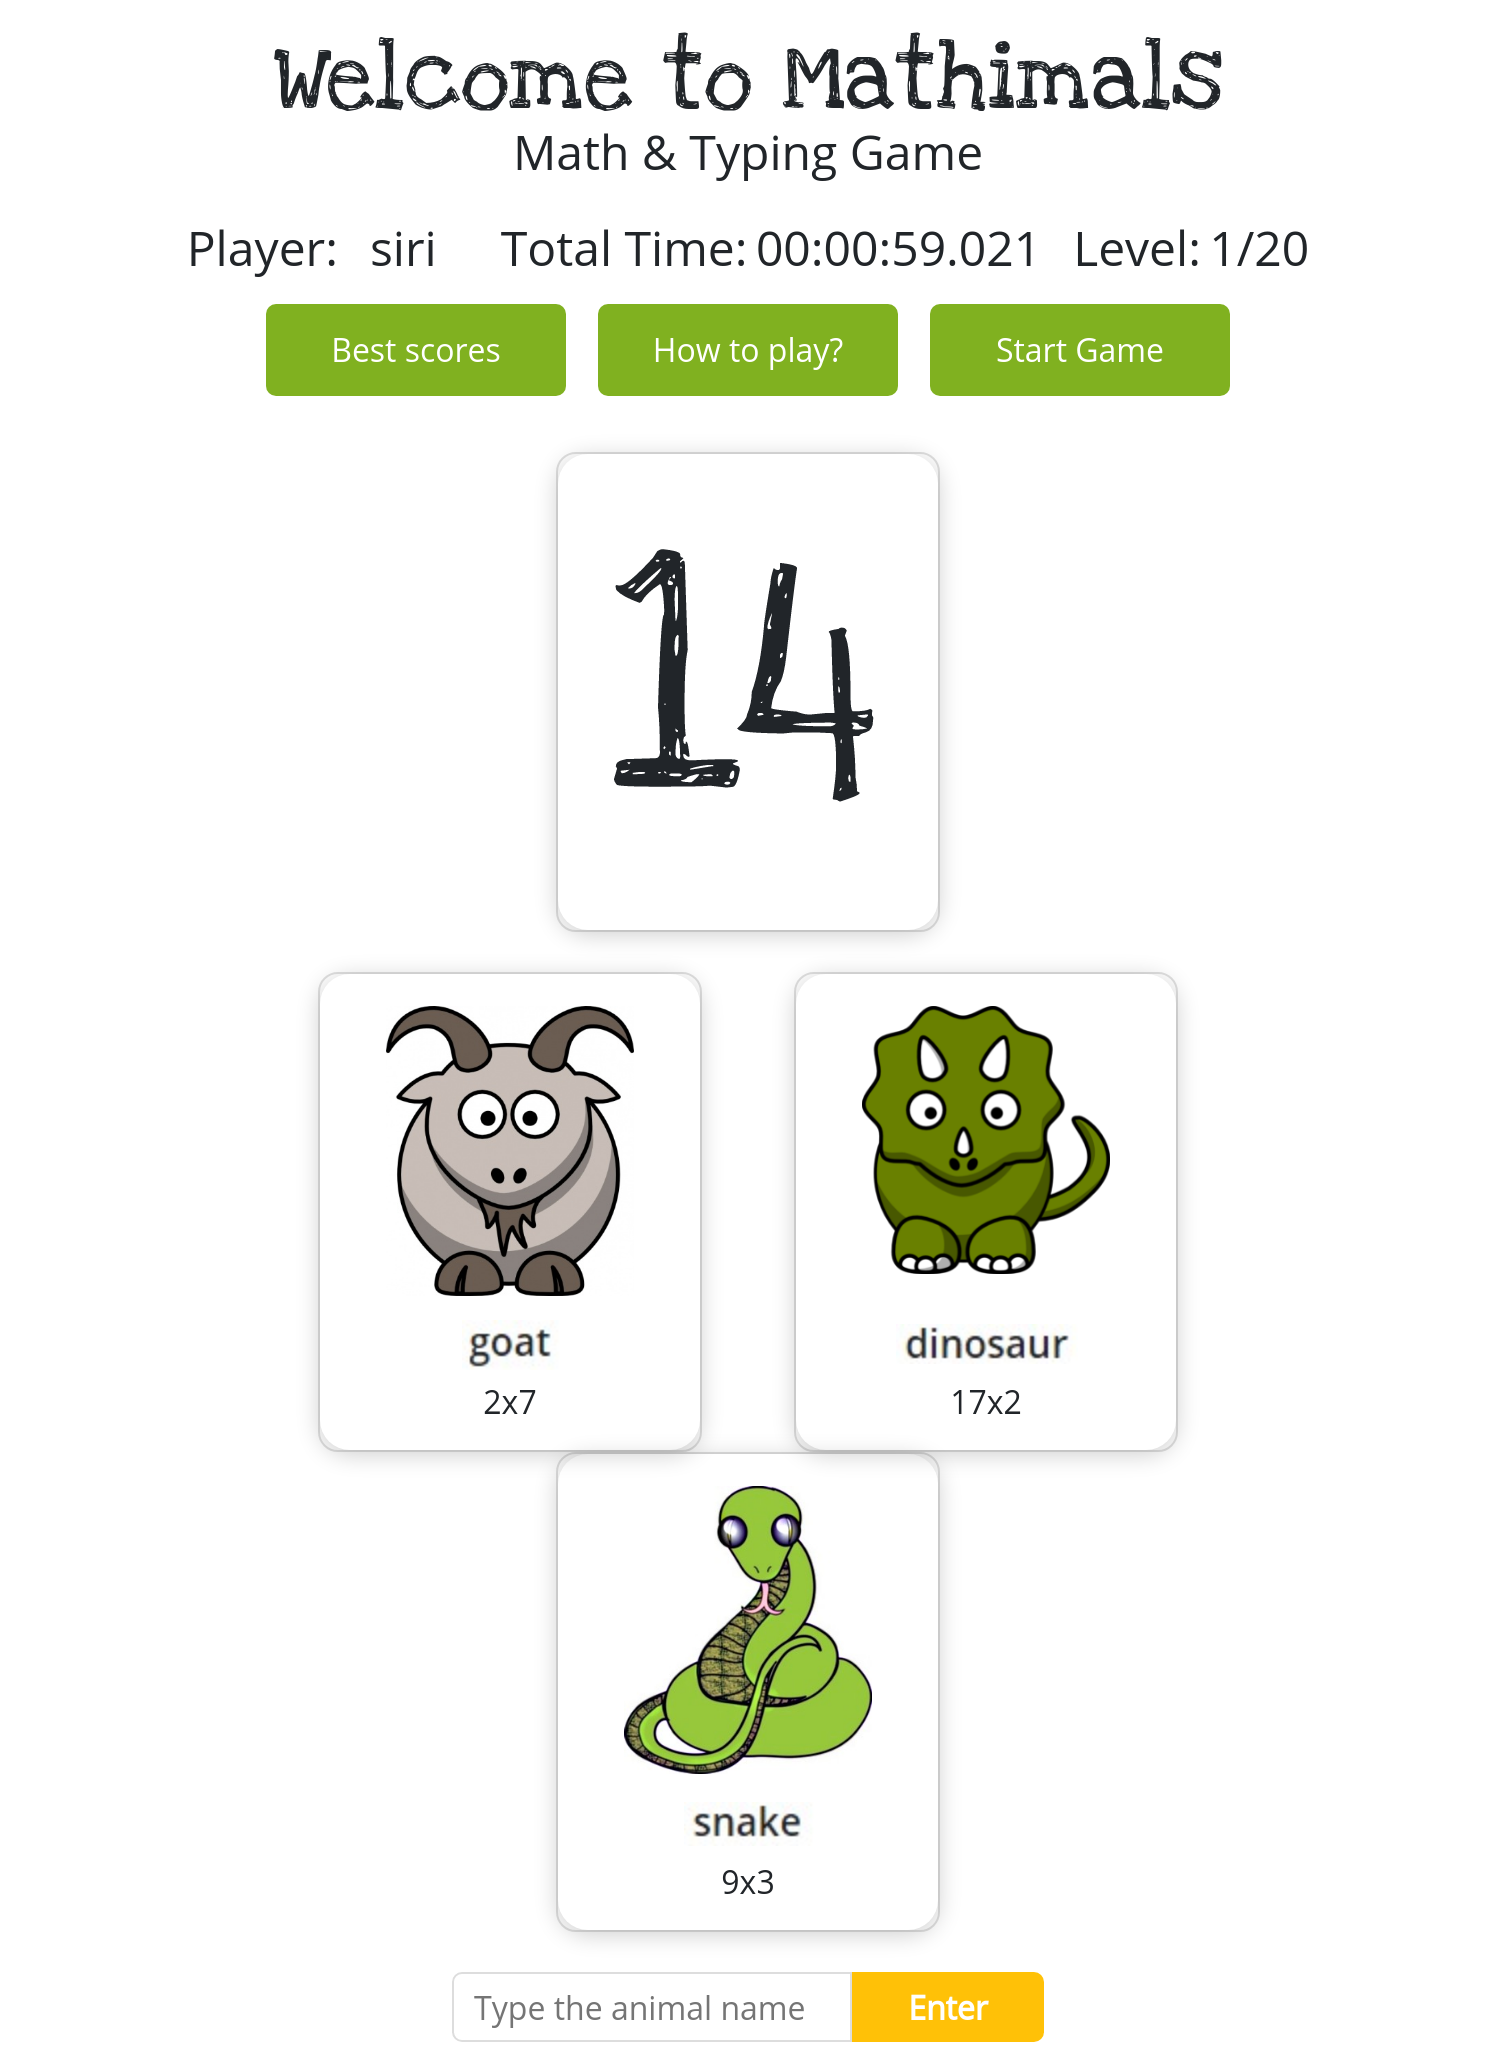 Welcome to Mathimals
Math & Typing Game
Player: siri Total Time: 00:00:59.021 Level: 1/20
Best scores How to play? Start Game
14
goat dinosaur
2x7 17x2
snake
9x3
Type the animal name Enter